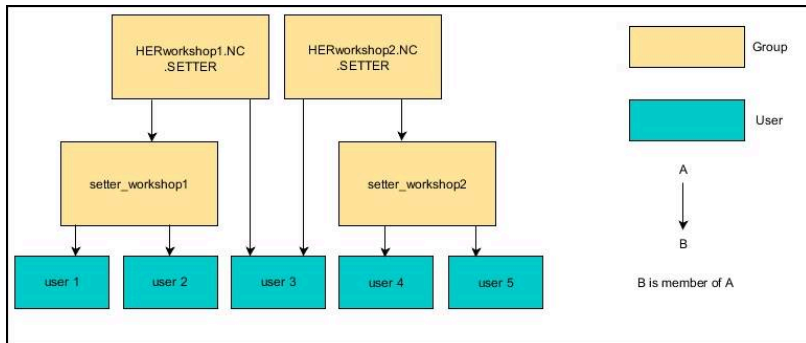 HERworkshop1.NC
.SETTER
HERworkshop2.NC
.SETTER
Group
User
setter_workshop1
setter_workshop2
A
B
user 1
user 2
user 3
user 4
user 5
B is member of A